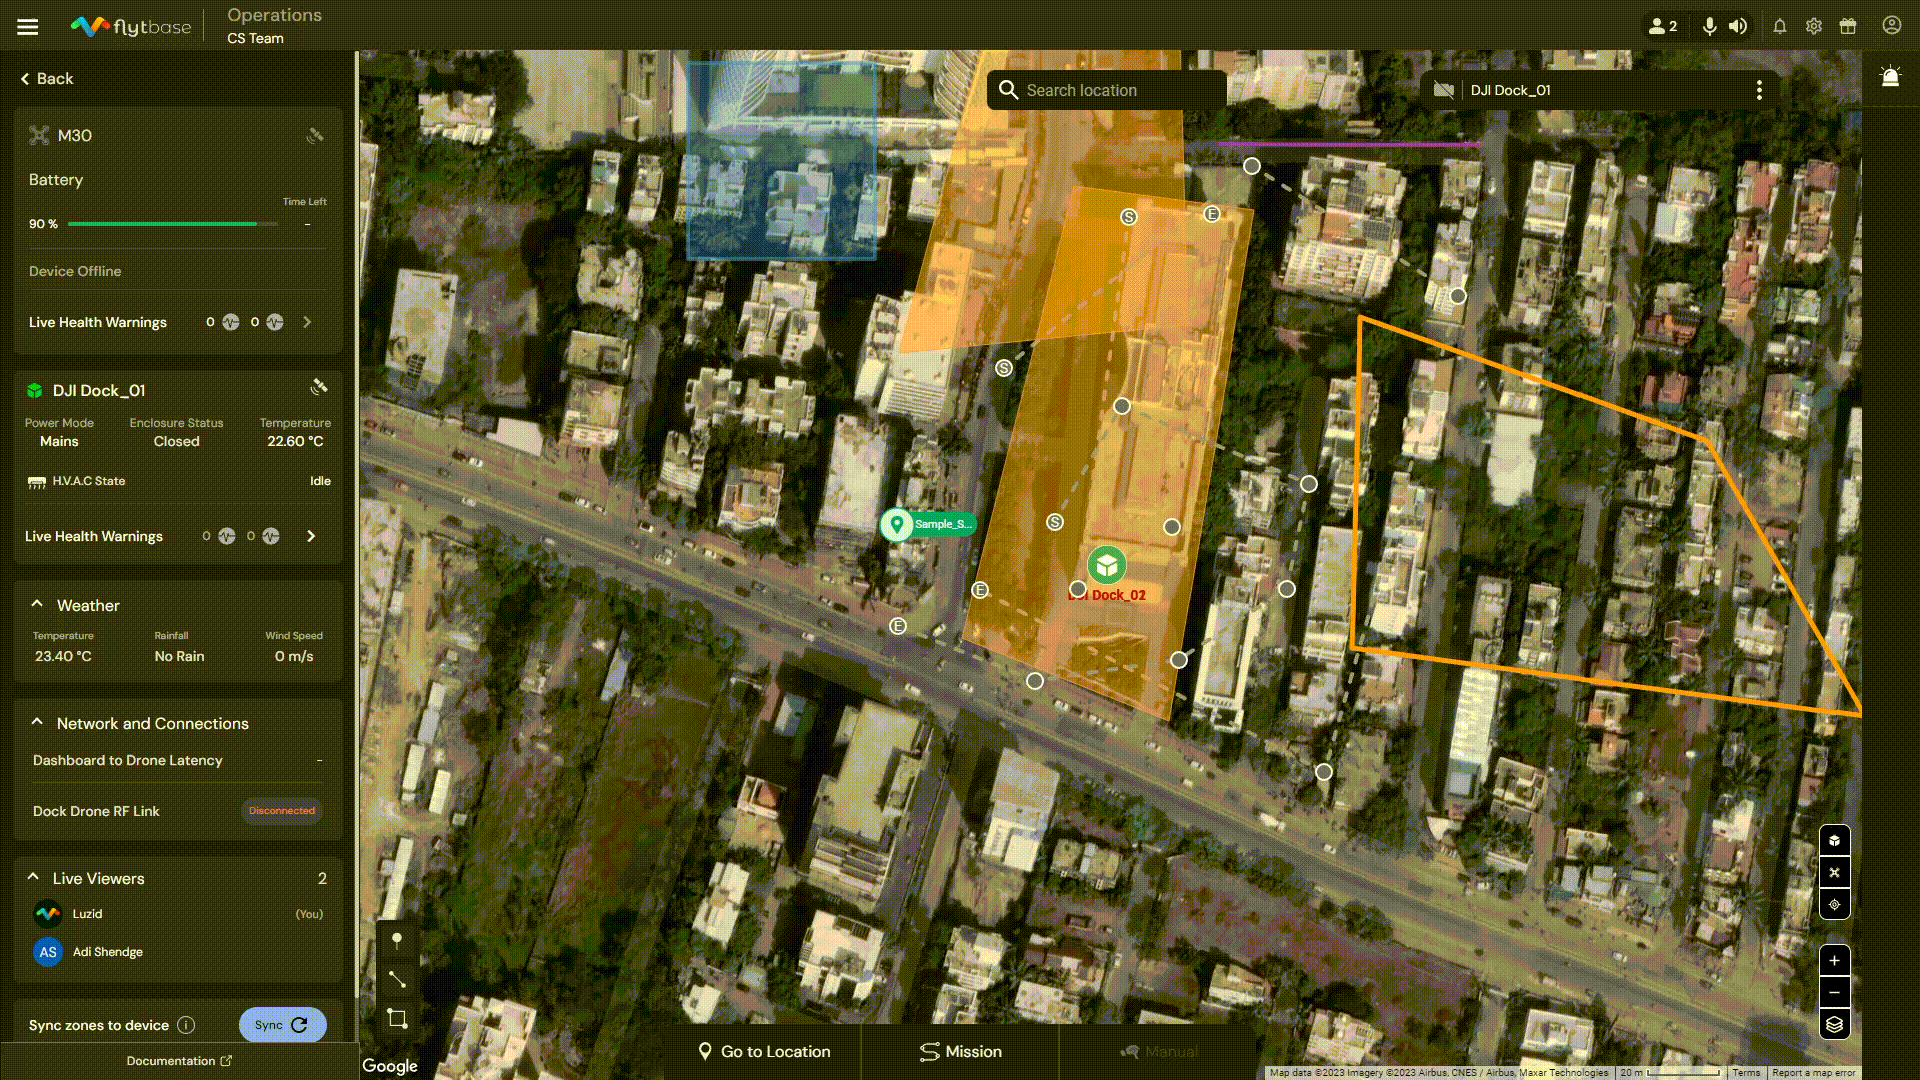 flytbase
Operations
CS Team
2
Back
M30
Battery
Time Left
90 %
-
Device Offline
Live Health Warnings 0 0
DJI Dock_01
Power Mode Enclosure Status Temperature
Mains Closed 22.60 °C
H.V.A.C State Idle
Live Health Warnings 0 0
Weather
Temperature Rainfall Wind Speed
23.40 °C No Rain 0 m/s
Network and Connections
Dashboard to Drone Latency -
Dock Drone RF Link Disconnected
Live Viewers 2
Luzid (You)
AS Adi Shendge
Sync zones to device i Sync
Documentation
Search location
DJI Dock_01
S
E
S
Sample_S...
S
E
DJI Dock_02
E
Go to Location
Mission
Manual
Google
Map data ©2023 Imagery ©2023 Airbus, CNES / Airbus, Maxar Technologies 20 m Terms Report a map error